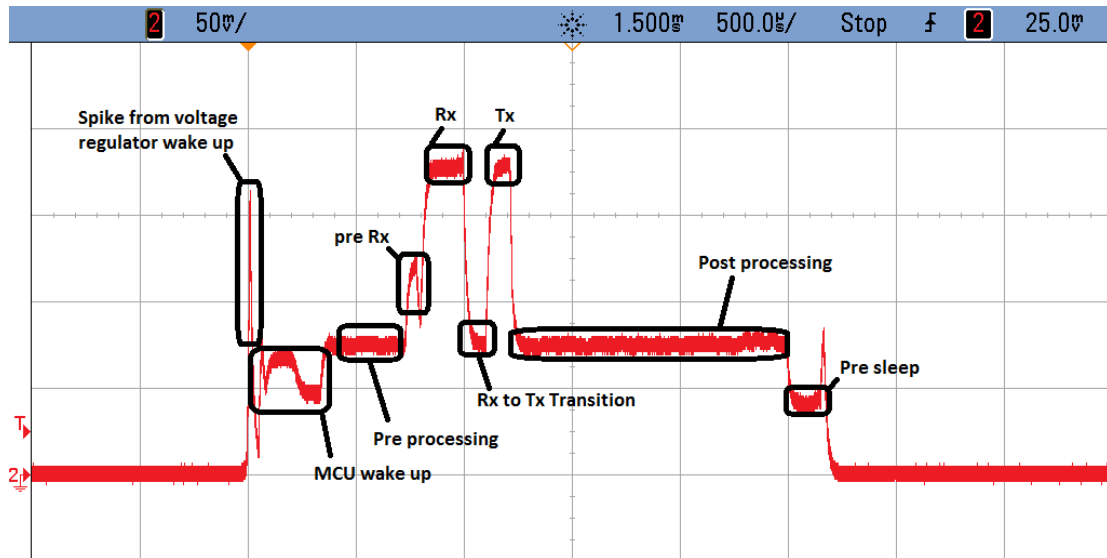 2 50㎷/ 1.500㎳ 500.0㎲/ Stop 2 25.0㎷
Rx Tx
Spike from voltage
regulator wake up
pre Rx
Post processing
Pre sleep
Rx to Tx Transition
T
Pre processing
MCU wake up
2